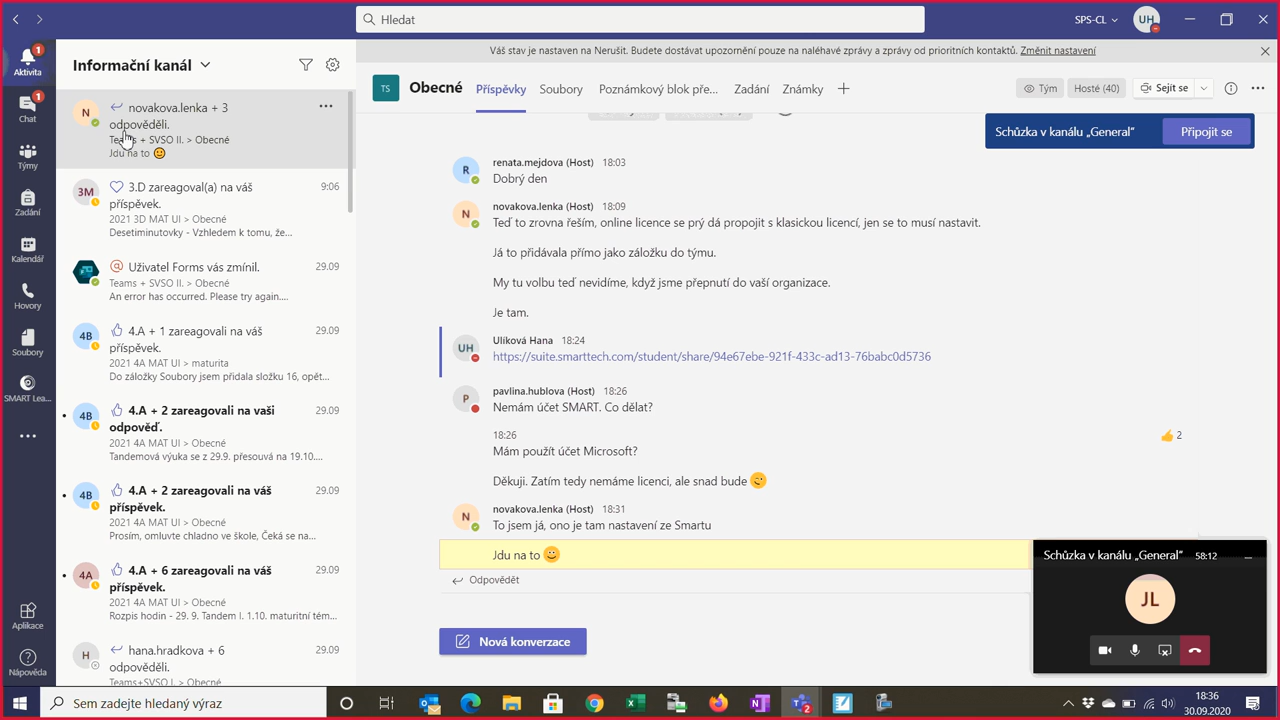 Hledat
SPS-CL
UH
Váš stav je nastaven na Nerušit. Budete dostávat upozornění pouze na naléhavé zprávy a zprávy od prioritních kontaktů. Změnit nastavení
1
Aktivita
1
Chat
Týmy
Zadání
Kalendář
Hovory
Soubory
SMART Lea...
Aplikace
Nápověda
Informační kanál
N
novakova.lenka + 3
odpověděli.
Teams + SVSO II. > Obecné
Jdu na to
3M
3.D zareagoval(a) na váš
příspěvek.
9:06
2021 3D MAT UI > Obecné
Desetiminutovky - Vzhledem k tomu, že...
Uživatel Forms vás zmínil.
29.09
Teams + SVSO II. > Obecné
An error has occurred. Please try again....
4B
4.A + 1 zareagovali na váš
příspěvek.
29.09
2021 4A MAT UI > maturita
Do záložky Soubory jsem přidala složku 16, opět...
4B
4.A + 2 zareagovali na vaši
odpověď.
29.09
2021 4A MAT UI > Obecné
Tandemová výuka se z 29.9. přesouvá na 19.10....
4B
4.A + 2 zareagovali na váš
příspěvek.
29.09
2021 4A MAT UI > Obecné
Prosím, omluvte chladno ve škole, Čeká se na...
4A
4.A + 6 zareagovali na váš
příspěvek.
29.09
2021 4A MAT UI > Obecné
Rozpis hodin - 29. 9. Tandem I. 1.10. maturitní tém...
H
hana.hradkova + 6
odpověděli.
29.09
Teams+SVSO I. > Obecné
TS
Obecné
Příspěvky
Soubory
Poznámkový blok pře...
Zadání
Známky
Tým
Hosté (40)
Sejít se
Schůzka v kanálu „General“
Připojit se
R
renata.mejdova (Host) 18:03
Dobrý den
N
novakova.lenka (Host) 18:09
Teď to zrovna řeším, online licence se prý dá propojit s klasickou licencí, jen se to musí nastavit.
Já to přidávala přímo jako záložku do týmu.
My tu volbu teď nevidíme, když jsme přepnutí do vaší organizace.
Je tam.
UH
Ulíková Hana 18:24
https://suite.smarttech.com/student/share/94e67ebe-921f-433c-ad13-76babc0d5736
P
pavlina.hublova (Host) 18:26
Nemám účet SMART. Co dělat?
18:26
2
Mám použít účet Microsoft?
Děkuji. Zatím tedy nemáme licenci, ale snad bude
N
novakova.lenka (Host) 18:31
To jsem já, ono je tam nastavení ze Smartu
Jdu na to
Odpovědět
Nová konverzace
Schůzka v kanálu „General“ 58:12
JL
Sem zadejte hledaný výraz
2
18:36
30.09.2020